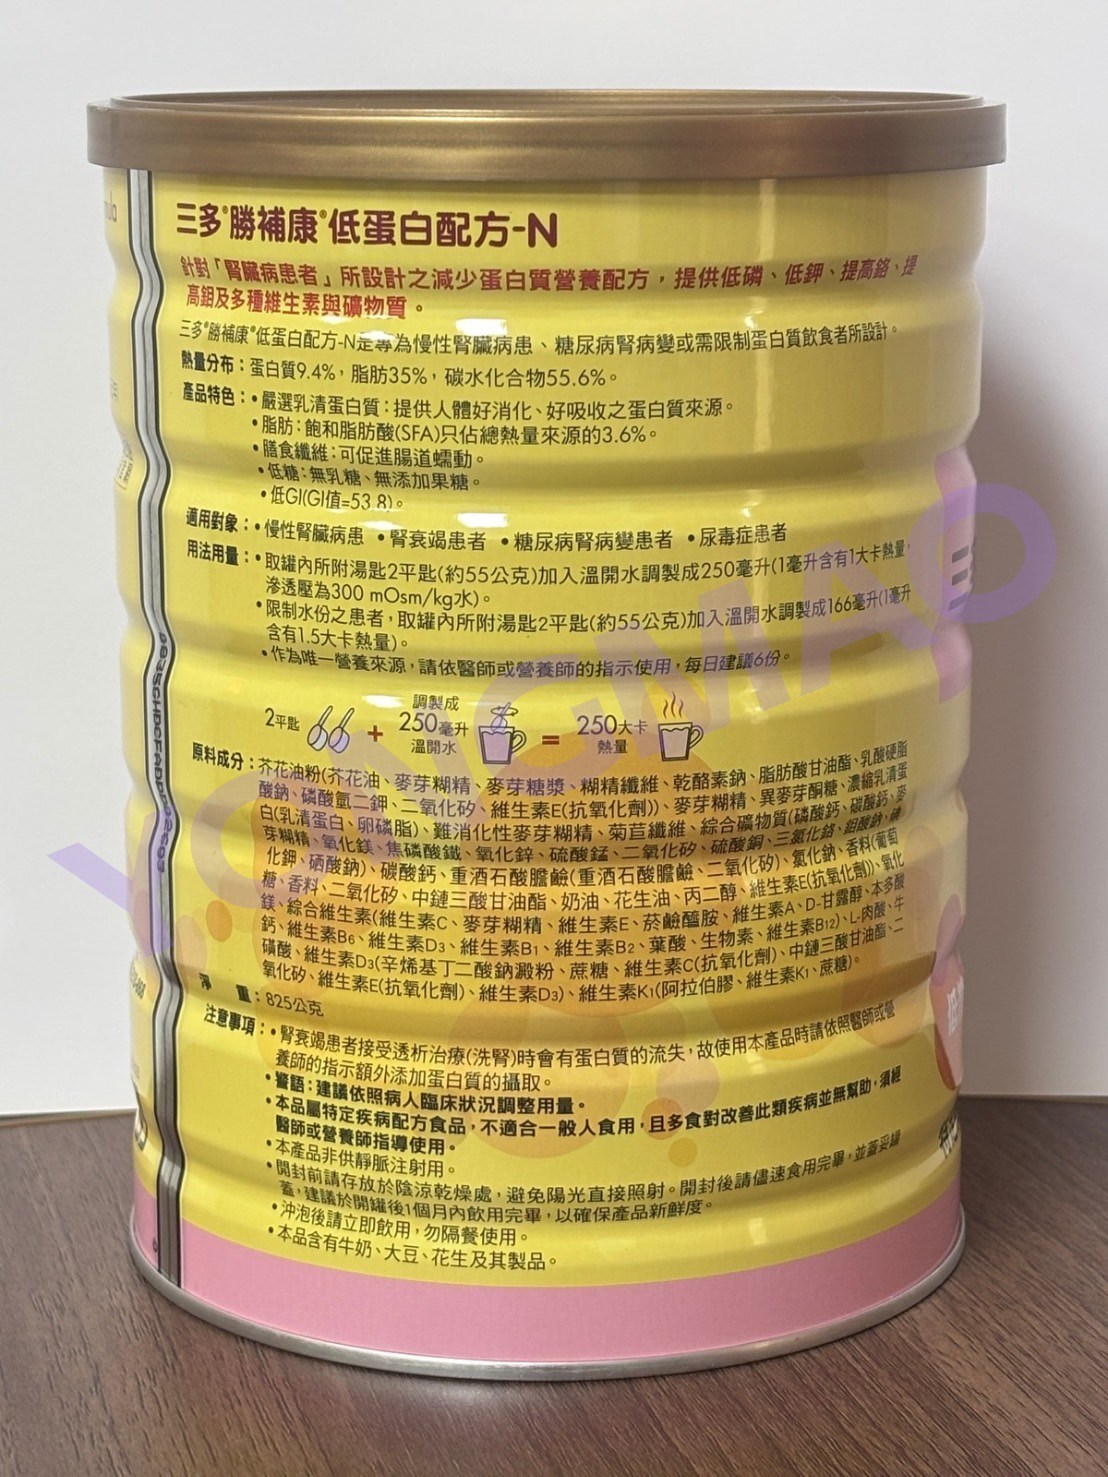 三多®勝補康®低蛋白配方-N
針對「腎臟病患者」所設計之減少蛋白質營養配方，提供低磷、低鉀、提高鉻、提
高鉬及多種維生素與礦物質。
三多®勝補康®低蛋白配方-N是專為慢性腎臟病患、糖尿病腎病變或需限制蛋白質飲食者所設計。
熱量分布：蛋白質9.4%，脂肪35%，碳水化合物55.6%。
產品特色：•嚴選乳清蛋白質：提供人體好消化、好吸收之蛋白質來源。
•脂肪：飽和脂肪酸(SFA)只佔總熱量來源的3.6%。
•膳食纖維：可促進腸道蠕動。
•低糖：無乳糖、無添加果糖。
•低GI(GI值=53.8)。
適用對象：•慢性腎臟病患 •腎衰竭患者 •糖尿病腎病變患者 •尿毒症患者
用法用量：•取罐內所附湯匙2平匙(約55公克)加入溫開水調製成250毫升(1毫升含有1大卡熱量，
滲透壓為300 mOsm/kg水)。
•限制水份之患者，取罐內所附湯匙2平匙(約55公克)加入溫開水調製成166毫升(1毫升
含有1.5大卡熱量)。
•作為唯一營養來源，請依醫師或營養師的指示使用，每日建議6份。
2平匙 + 調製成 250毫升 溫開水 = 250大卡 熱量
原料成分：芥花油粉(芥花油、麥芽糊精、麥芽糖漿、糊精纖維、乾酪素鈉、脂肪酸甘油酯、乳酸硬脂
酸鈉、磷酸氫二鉀、二氧化矽、維生素E(抗氧化劑))、麥芽糊精、異麥芽酮糖、濃縮乳清蛋
白(乳清蛋白、卵磷脂)、難消化性麥芽糊精、菊苣纖維、綜合礦物質(磷酸鈣、碳酸鈣、麥
芽糊精、氧化鎂、焦磷酸鐵、氧化鋅、硫酸錳、二氧化矽、硫酸銅、三氯化鉻、鉬酸鈉、碘
化鉀、硒酸鈉)、碳酸鈣、重酒石酸膽鹼(重酒石酸膽鹼、二氧化矽)、氯化鈉、香料(葡萄
糖、香料、二氧化矽、中鏈三酸甘油酯、奶油、花生油、丙二醇、維生素E(抗氧化劑))、氧化
鎂、綜合維生素(維生素C、麥芽糊精、維生素E、菸鹼醯胺、維生素A、D-甘露醇、本多酸
鈣、維生素B6、維生素D3、維生素B1、維生素B2、葉酸、生物素、維生素B12)、L-肉酸、牛
磺酸、維生素D3(辛烯基丁二酸鈉澱粉、蔗糖、維生素C(抗氧化劑)、中鏈三酸甘油酯、二
氧化矽、維生素E(抗氧化劑)、維生素D3)、維生素K1(阿拉伯膠、維生素K1、蔗糖)。
淨 重：825公克
注意事項：•腎衰竭患者接受透析治療(洗腎)時會有蛋白質的流失，故使用本產品時請依照醫師或營
養師的指示額外添加蛋白質的攝取。
•警語：建議依照病人臨床狀況調整用量。
•本品屬特定疾病配方食品，不適合一般人食用，且多食對改善此類疾病並無幫助，須經
醫師或營養師指導使用。
•本產品非供靜脈注射用。
•開封前請存放於陰涼乾燥處，避免陽光直接照射。開封後請儘速食用完畢，並蓋妥罐
蓋，建議於開罐後1個月內飲用完畢，以確保產品新鮮度。
•沖泡後請立即飲用，勿隔餐使用。
•本品含有牛奶、大豆、花生及其製品。
YONGMAO